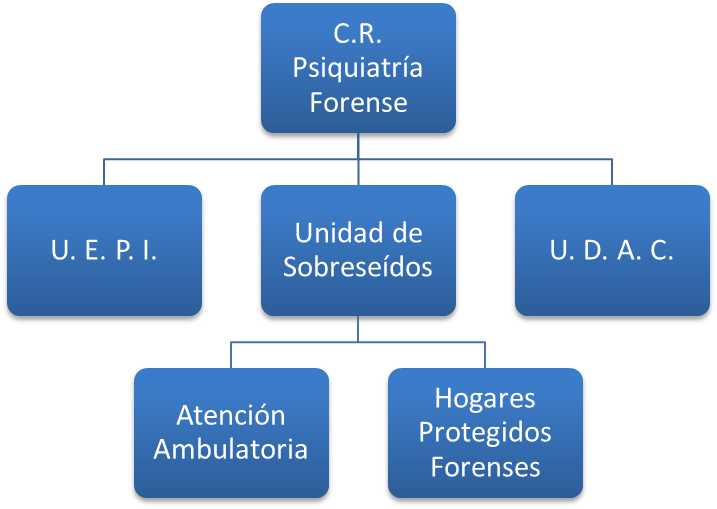 C.R.
Psiquiatría
Forense
U. E. P. I.
Unidad de
Sobreseídos
U. D. A. C.
Atención
Ambulatoria
Hogares
Protegidos
Forenses